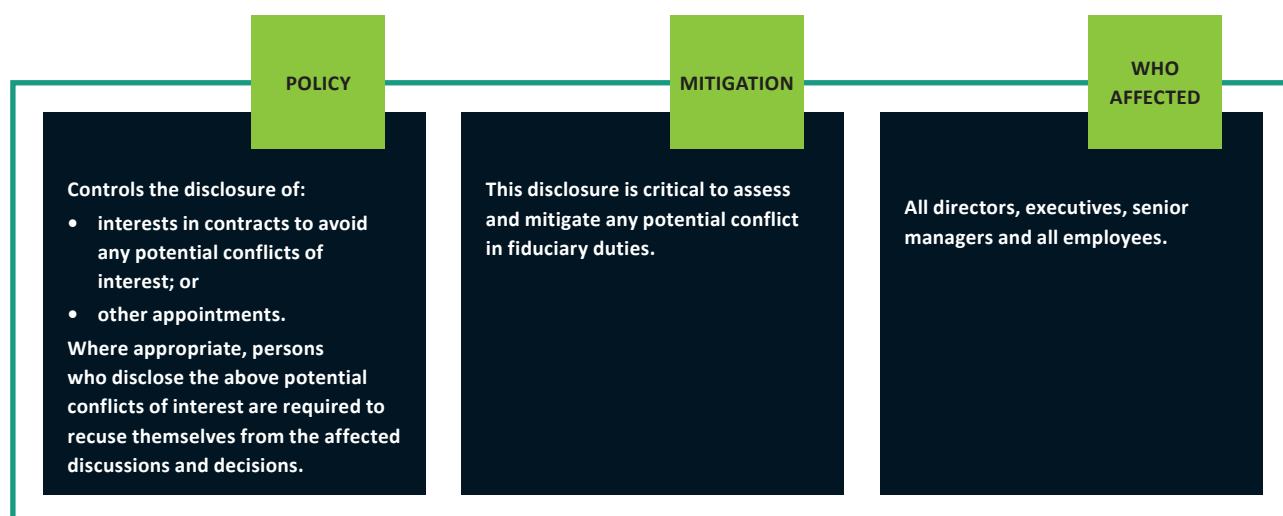 POLICY
Controls the disclosure of:
• interests in contracts to avoid
any potential conflicts of
interest; or
• other appointments.
Where appropriate, persons
who disclose the above potential
conflicts of interest are required to
recuse themselves from the affected
discussions and decisions.
MITIGATION
This disclosure is critical to assess
and mitigate any potential conflict
in fiduciary duties.
WHO
AFFECTED
All directors, executives, senior
managers and all employees.